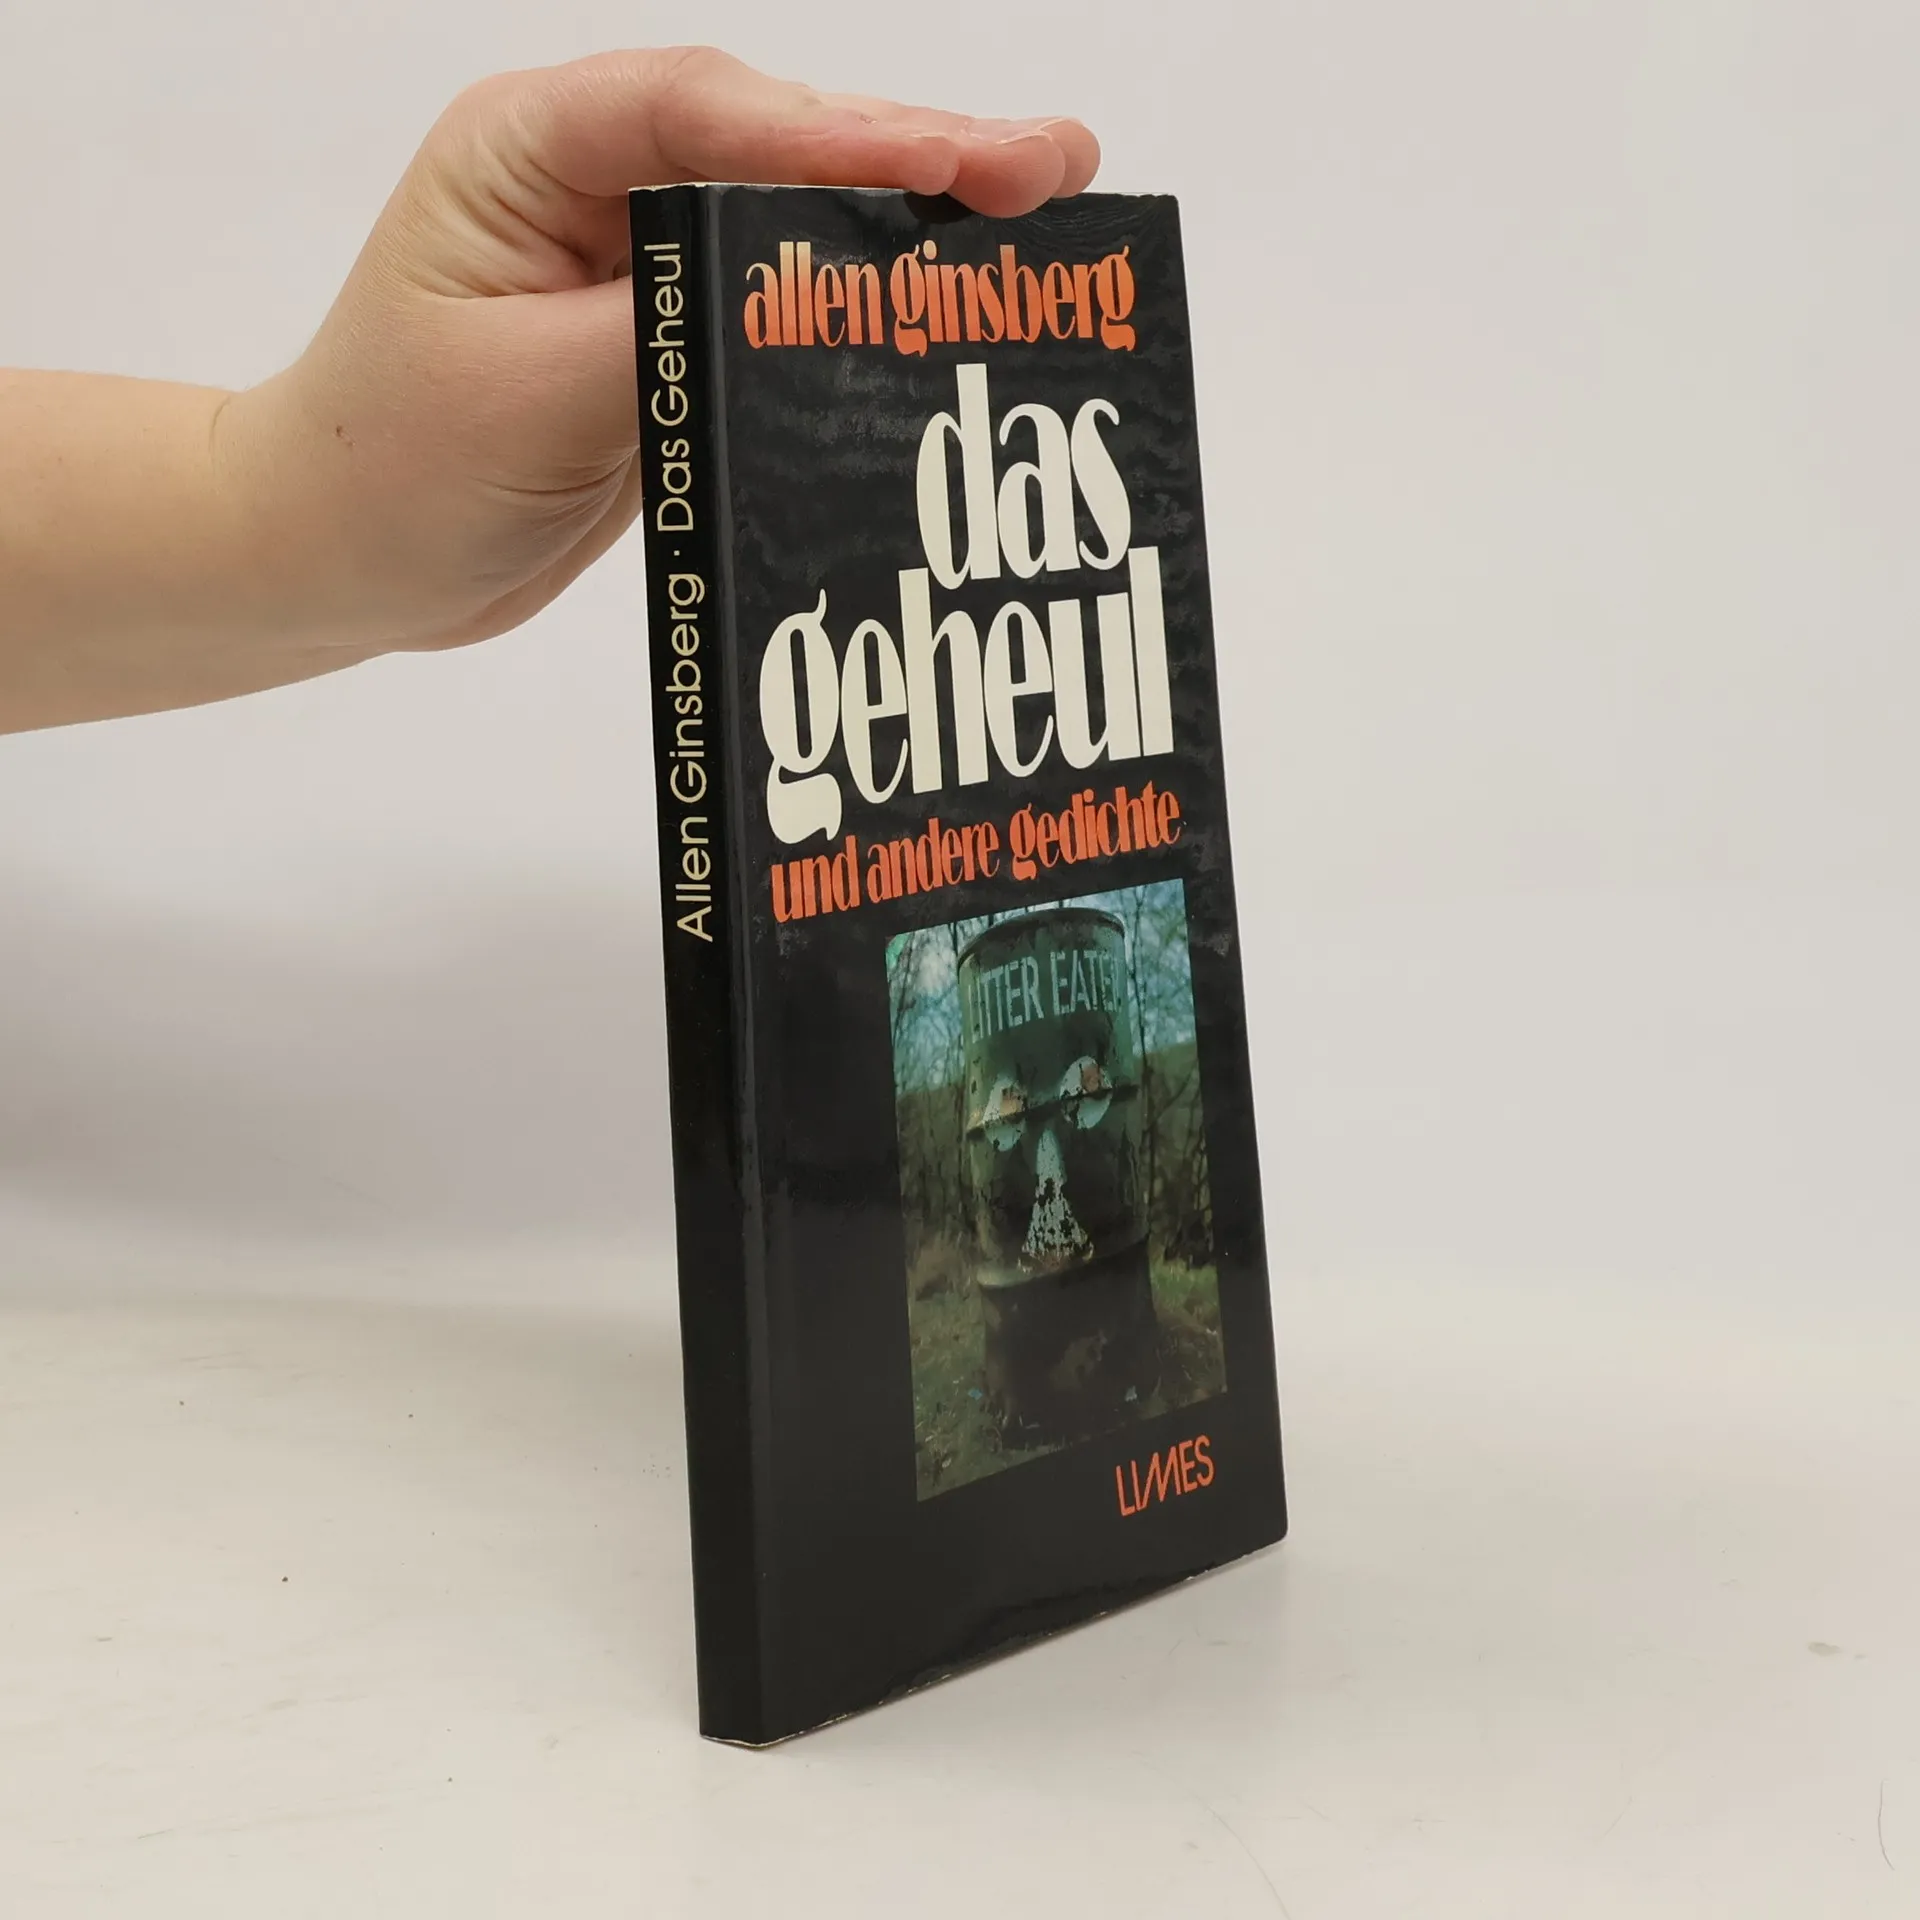 Allen Ginsberg · Das Geheul
allen ginsberg
das
geheul
und andere gedichte
LITTER EATER
LIMES